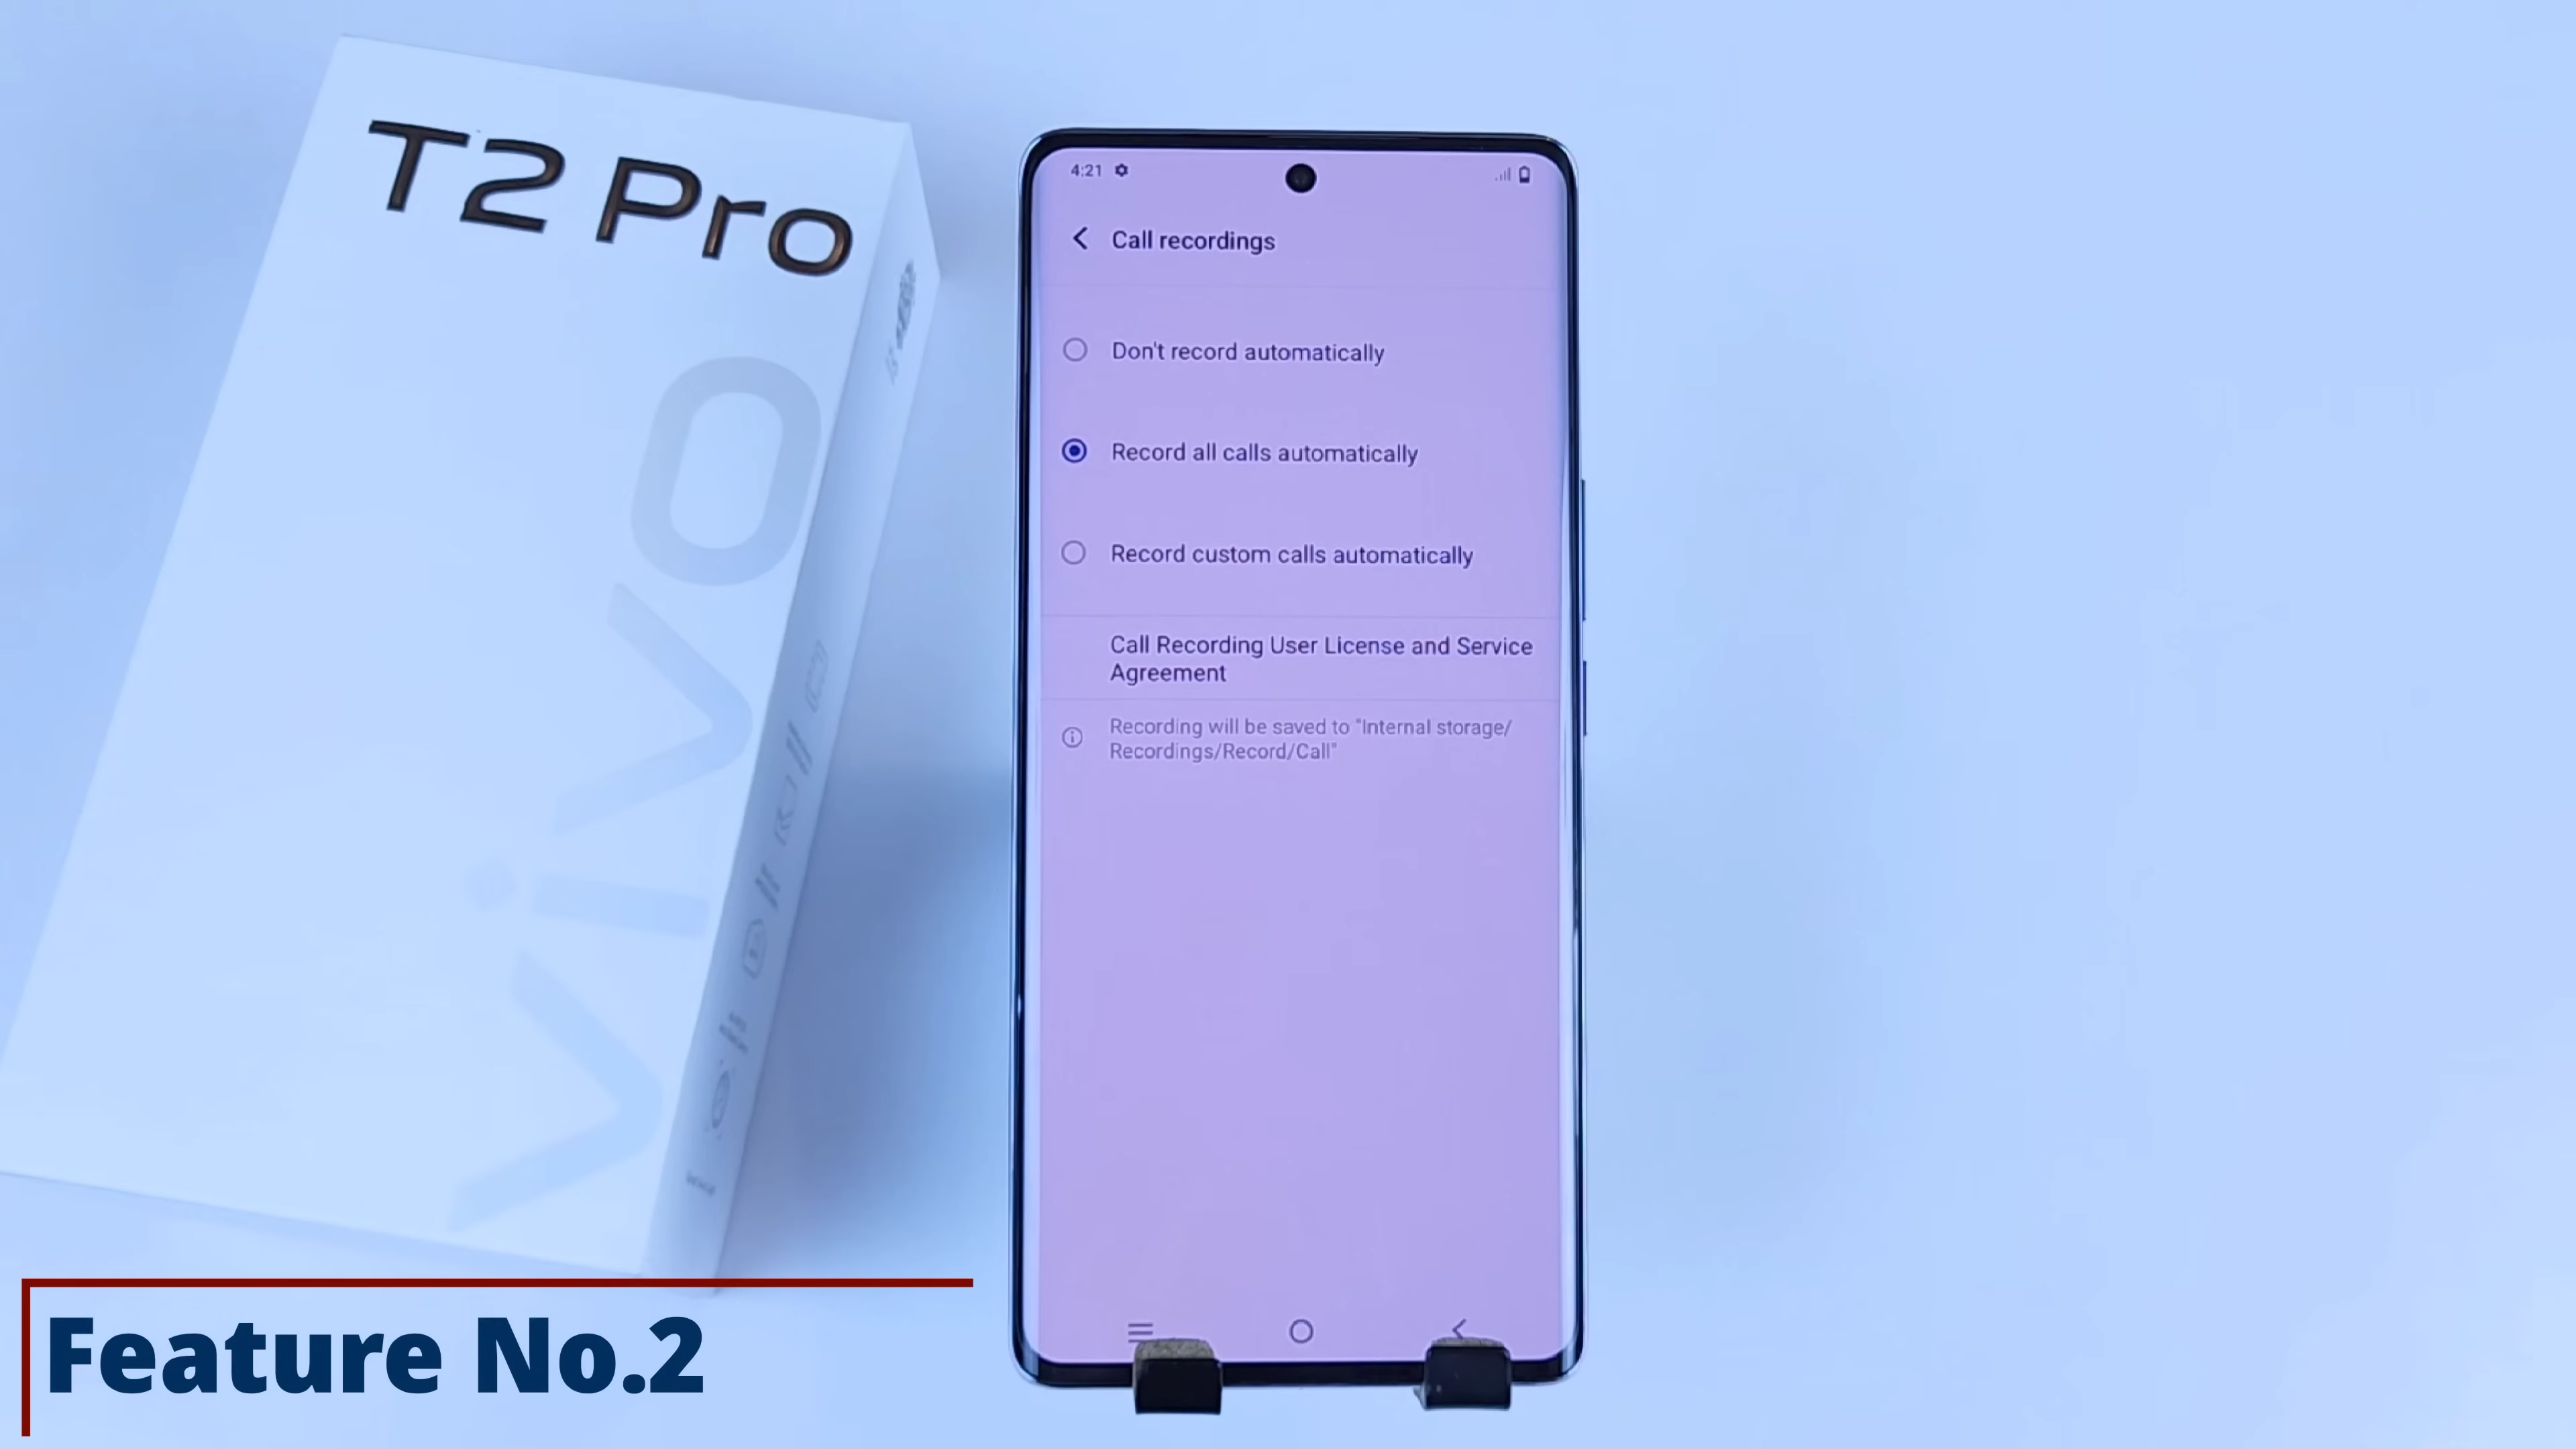 T2 Pro
vivo
4:21
Call recordings
Don't record automatically
Record all calls automatically
Record custom calls automatically
Call Recording User License and Service
Agreement
Recording will be saved to "Internal storage/
Recordings/Record/Call"
Feature No.2